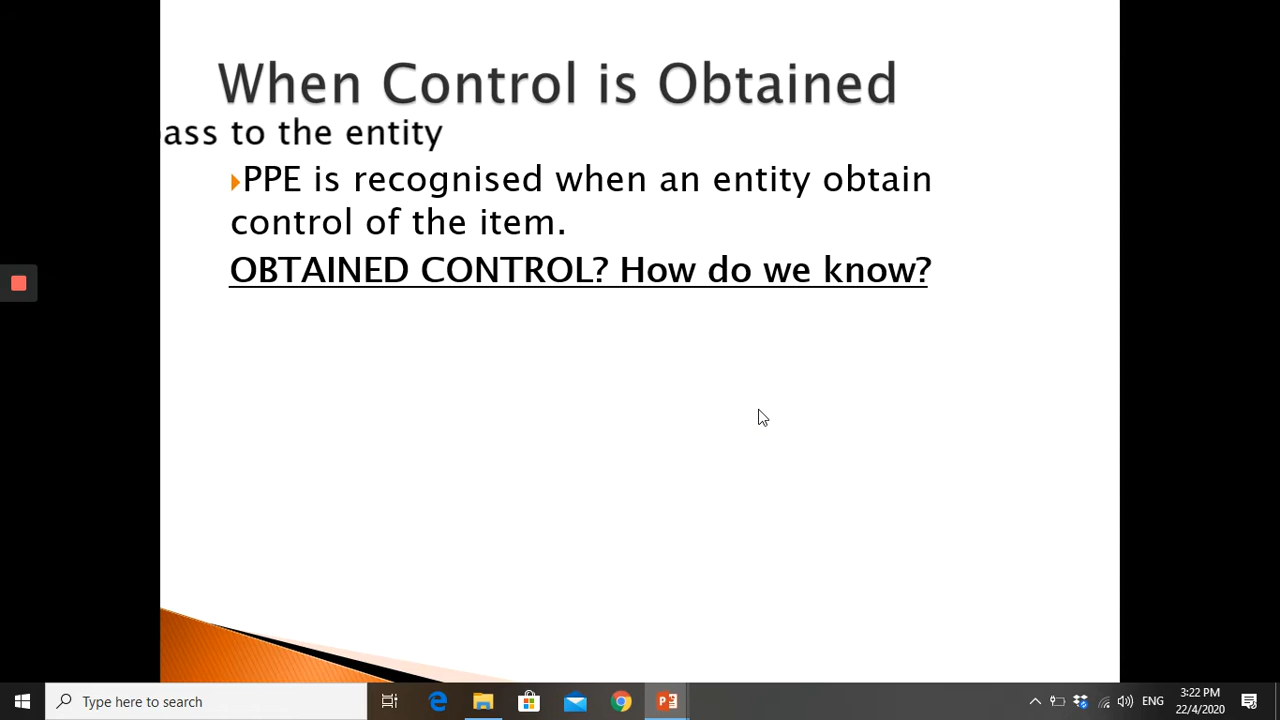 When Control is Obtained
ass to the entity
PPE is recognised when an entity obtain
control of the item.
OBTAINED CONTROL? How do we know?
Type here to search
ENG
3:22 PM
22/4/2020